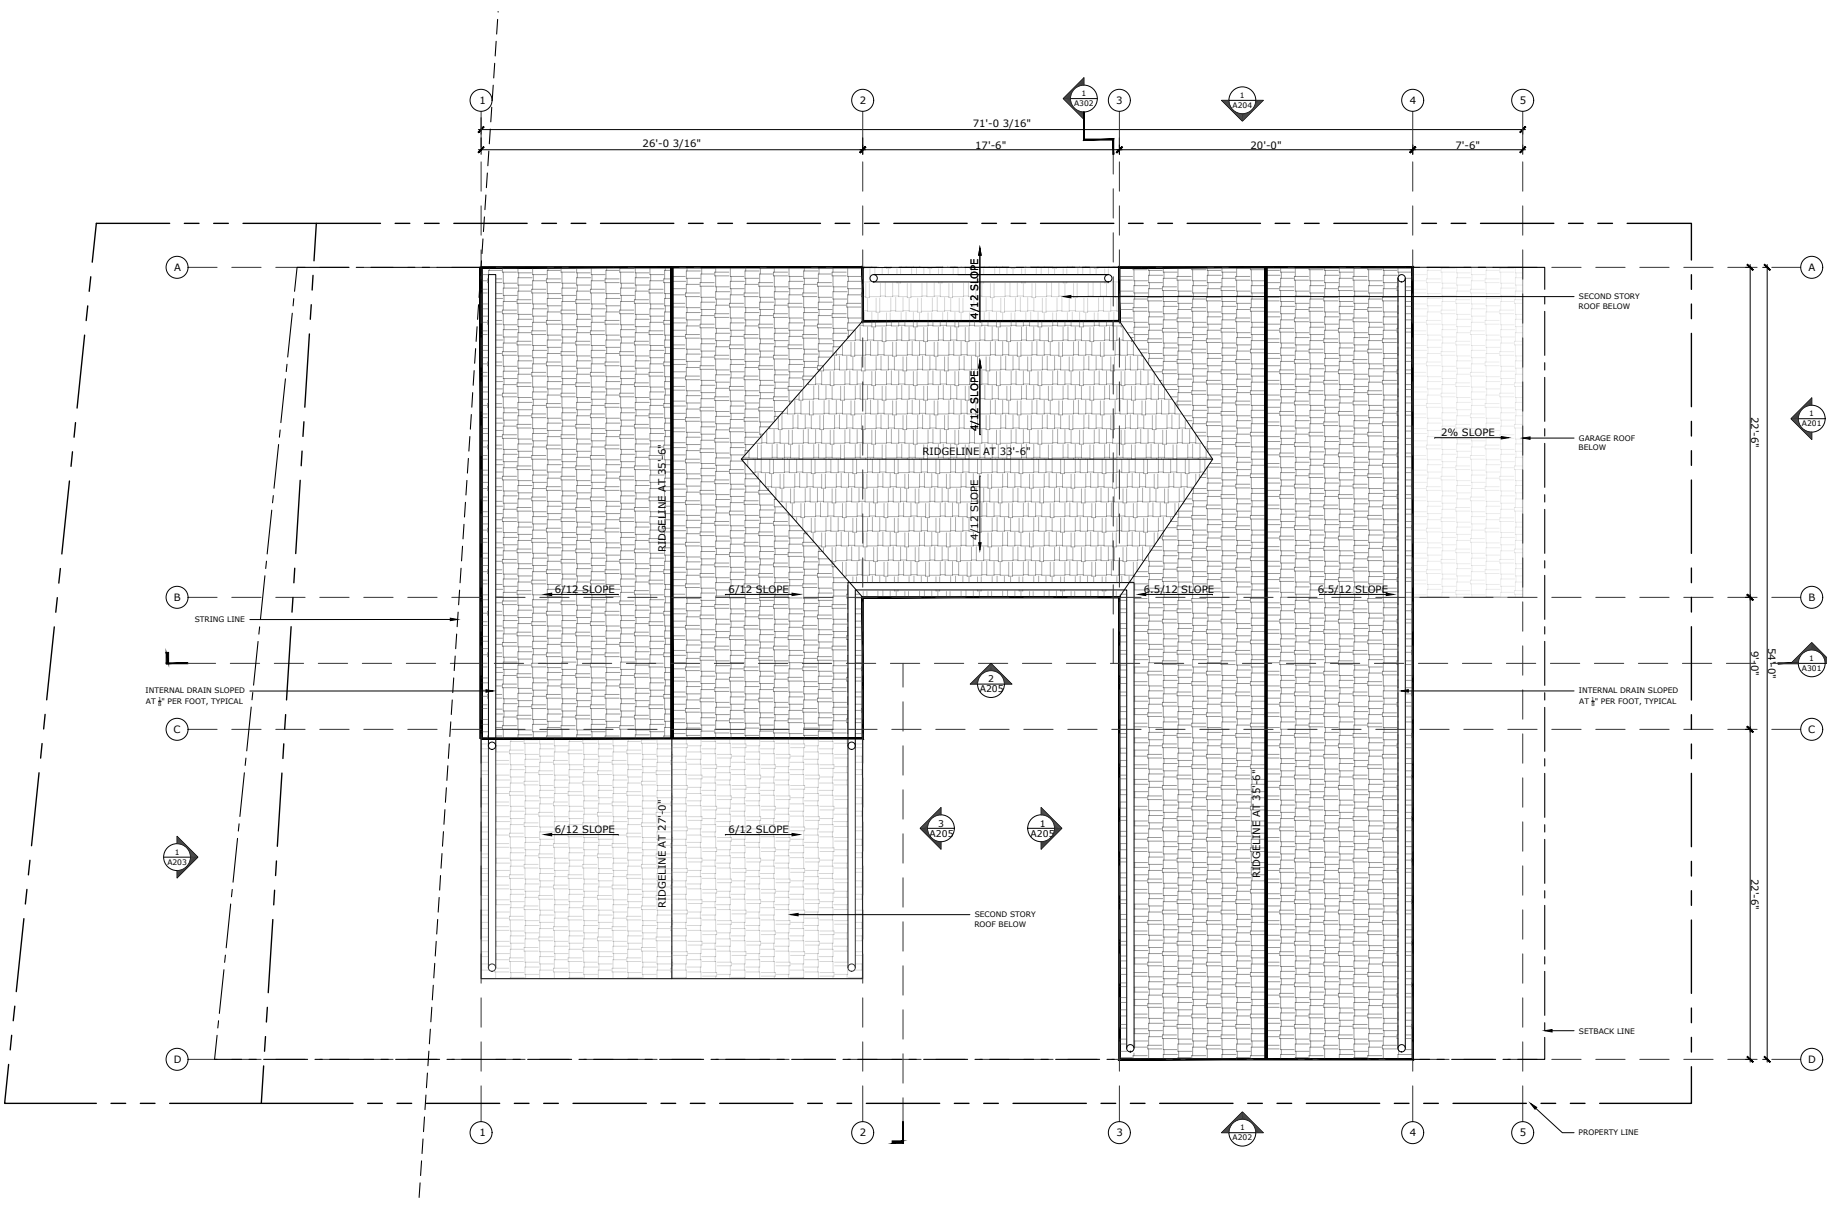 1
2
1
A302
3
1
A204
4
5
71'-0 3/16"
26'-0 3/16"
17'-6"
20'-0"
7'-6"
A
A
4/12 SLOPE
SECOND STORY
ROOF BELOW
4/12 SLOPE
1
A201
22'-6"
2% SLOPE
GARAGE ROOF
BELOW
RIDGELINE AT 33'-6"
RIDGELINE AT 35'-6"
4/12 SLOPE
6/12 SLOPE
6/12 SLOPE
6.5/12 SLOPE
6.5/12 SLOPE
B
B
STRING LINE
9'-0"
54'-0"
1
A301
2
A205
INTERNAL DRAIN SLOPED
AT ⅛" PER FOOT, TYPICAL
INTERNAL DRAIN SLOPED
AT ⅛" PER FOOT, TYPICAL
C
C
RIDGELINE AT 27'-0"
RIDGELINE AT 35'-6"
6/12 SLOPE
6/12 SLOPE
3
A205
1
A205
1
A203
22'-6"
SECOND STORY
ROOF BELOW
SETBACK LINE
D
D
1
2
3
1
A202
4
5
PROPERTY LINE